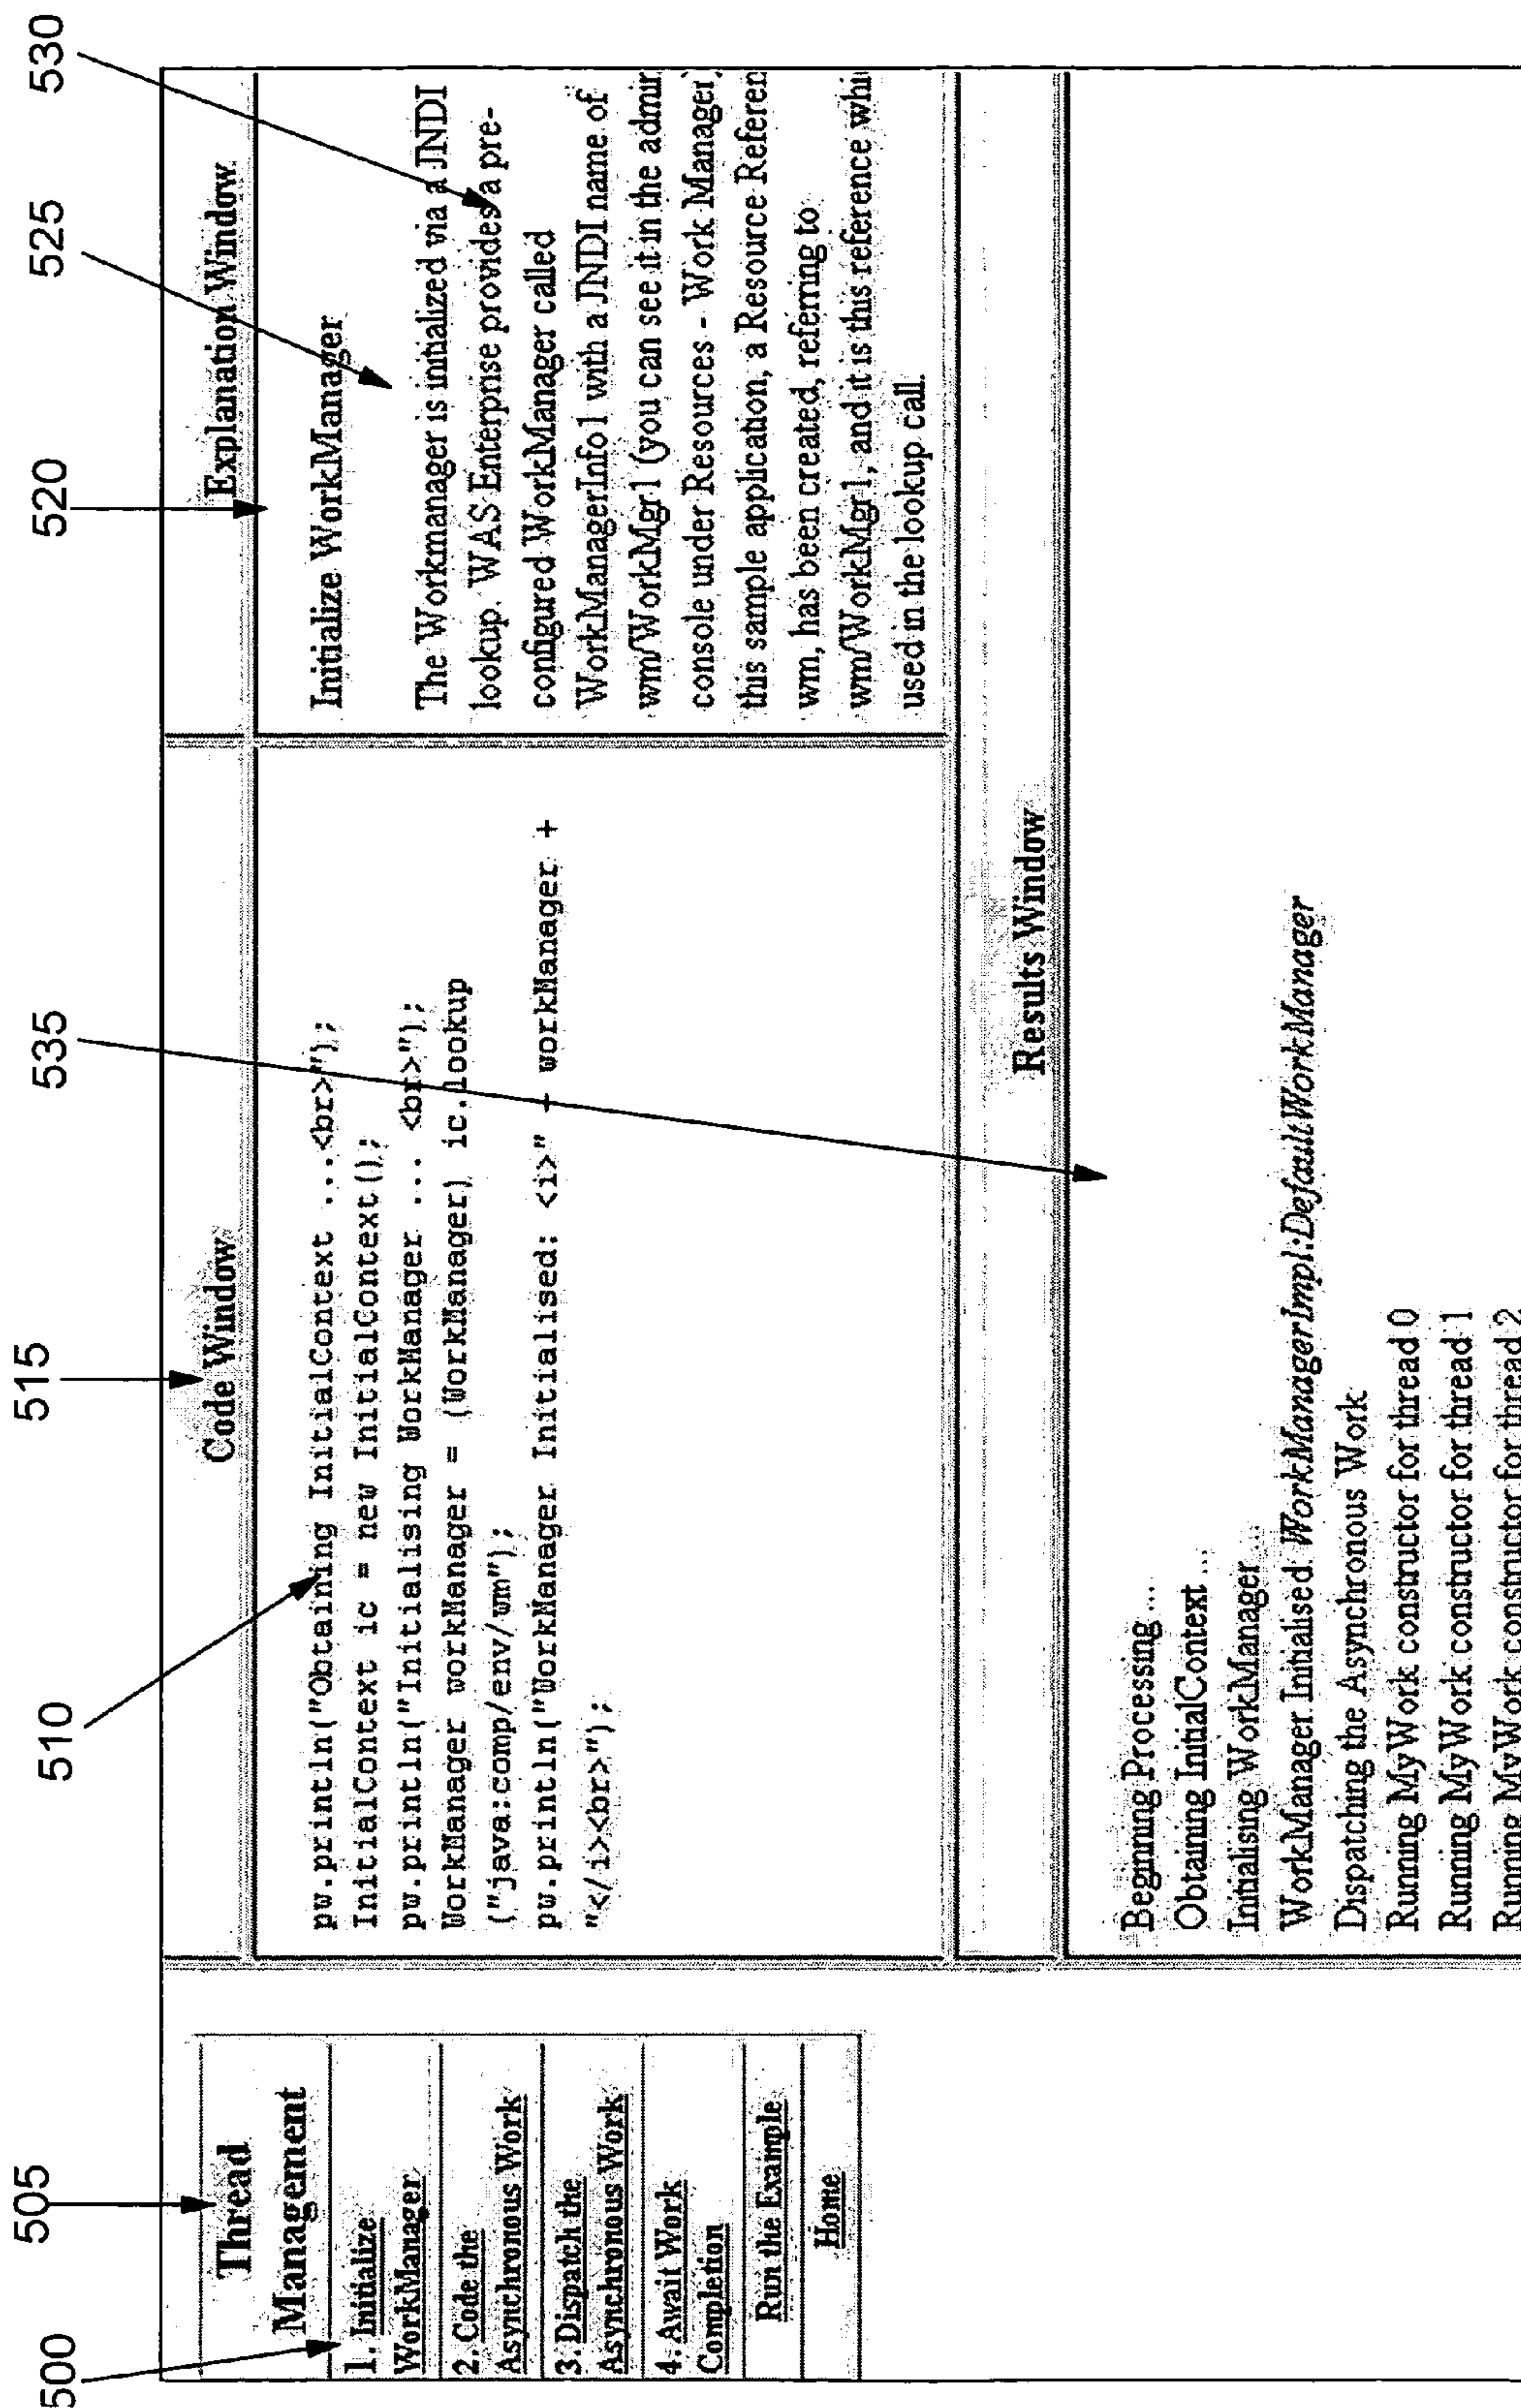 500
505
510
515
535
520
525
530
Thread
Management
1. Initialize
WorkManager
2. Code the
Asynchronous Work
3. Dispatch the
Asynchronous Work
4. Await Work
Completion
Run the Example
Home
Code Window
pw.println("Obtaining InitialContext ...<br>");
InitialContext ic = new InitialContext();
pw.println("Initialising WorkManager ... <br>");
WorkManager workManager = (WorkManager) ic.lookup
("java:comp/env/wm");
pw.println("WorkManager Initialised: <i>" + workManager +
"</i><br>");
Explanation Window
Initialize WorkManager
The Workmanager is initialized via a JNDI
lookup. WAS Enterprise provides a pre-
configured WorkManager called
WorkManagerInfo1 with a JNDI name of
wm/WorkMgr1 (you can see it in the admin
console under Resources - Work Manager)
this sample application, a Resource Referen
wm, has been created, referring to
wm/WorkMgr1, and it is this reference whi
used in the lookup call.
Results Window
Beginning Processing ...
Obtaining InitialContext ...
Initialising WorkManager ...
WorkManager Initialised: WorkManagerImpl:DefaultWorkManager
Dispatching the Asynchronous Work
Running MyWork constructor for thread 0
Running MyWork constructor for thread 1
Running MyWork constructor for thread 2